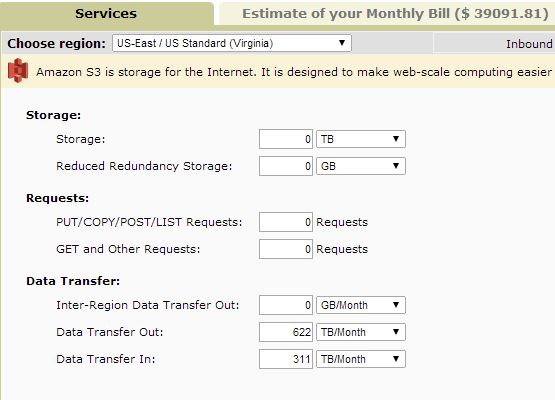 Services Estimate of your Monthly Bill ($ 39091.81)
Choose region: US-East / US Standard (Virginia) Inbound
Amazon S3 is storage for the Internet. It is designed to make web-scale computing easier
Storage:
Storage: 0 TB
Reduced Redundancy Storage: 0 GB
Requests:
PUT/COPY/POST/LIST Requests: 0 Requests
GET and Other Requests: 0 Requests
Data Transfer:
Inter-Region Data Transfer Out: 0 GB/Month
Data Transfer Out: 622 TB/Month
Data Transfer In: 311 TB/Month